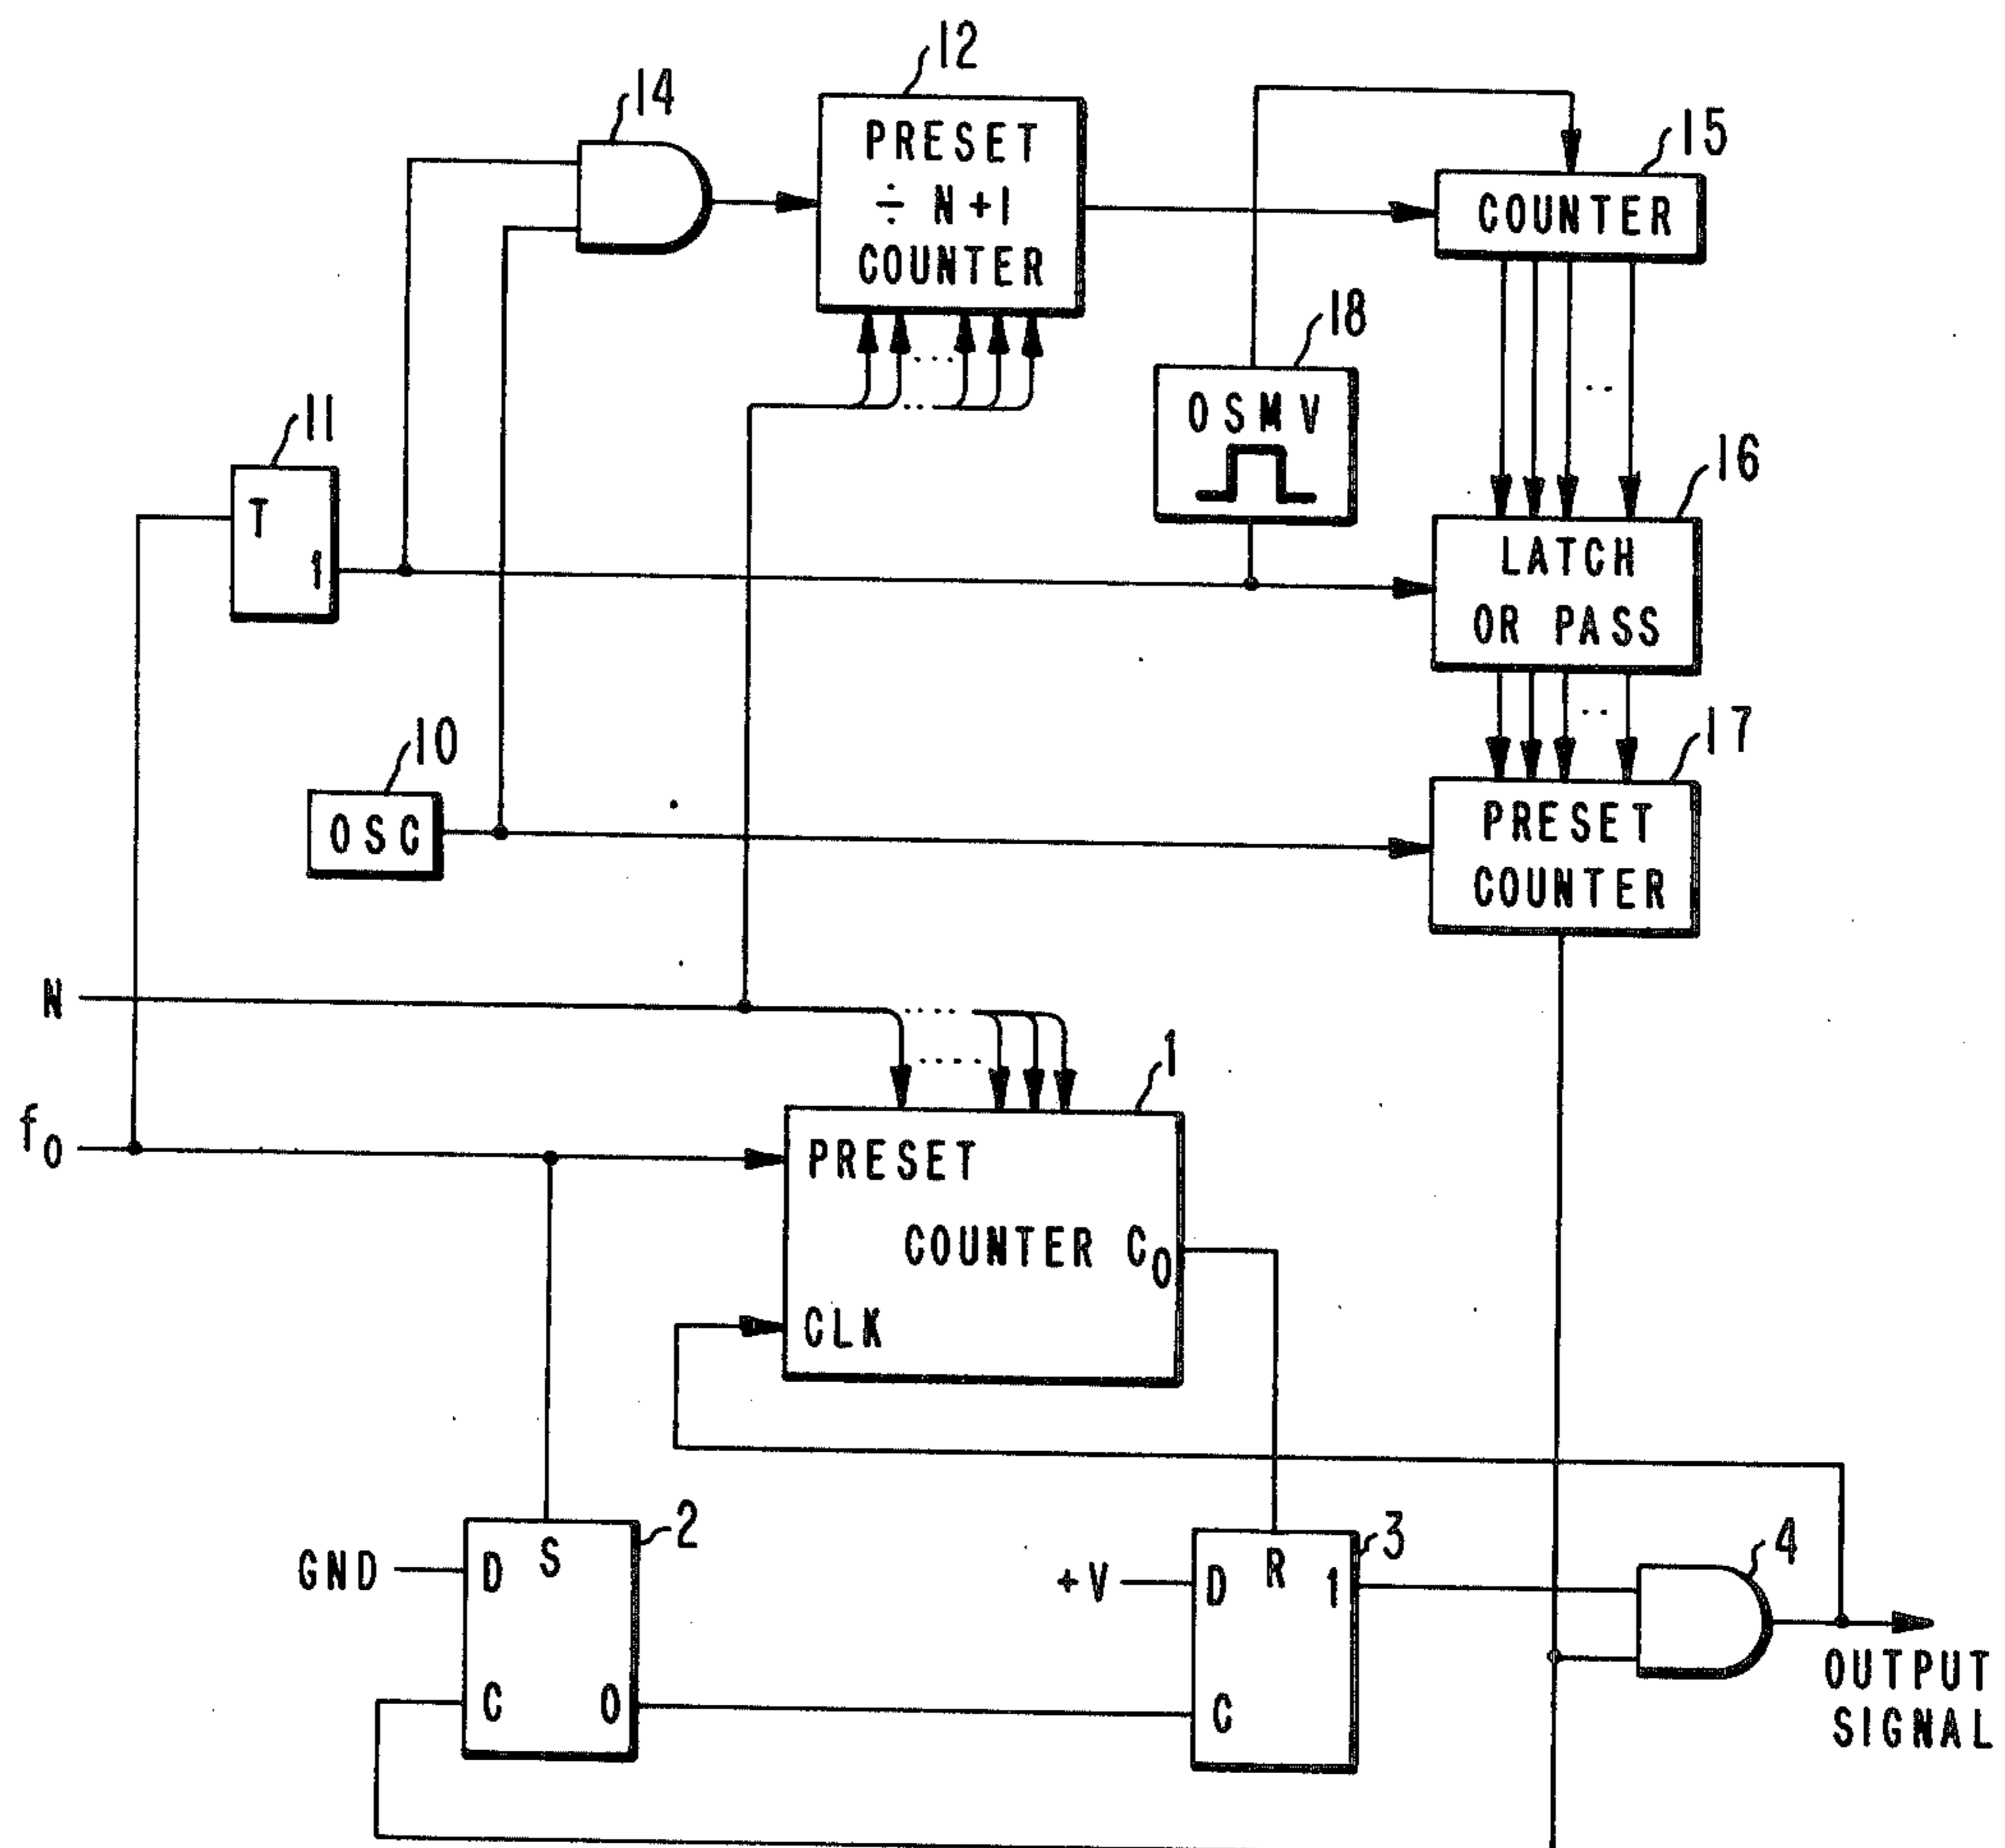 12
14
PRESET
÷ N+1
COUNTER
15
COUNTER
18
OSMV
11
T
1
16
LATCH
OR PASS
10
OSC
17
PRESET
COUNTER
N
1
f0
PRESET
COUNTER C0
CLK
2
3
4
GND
D
S
C
0
+V
D
R
1
C
OUTPUT
SIGNAL